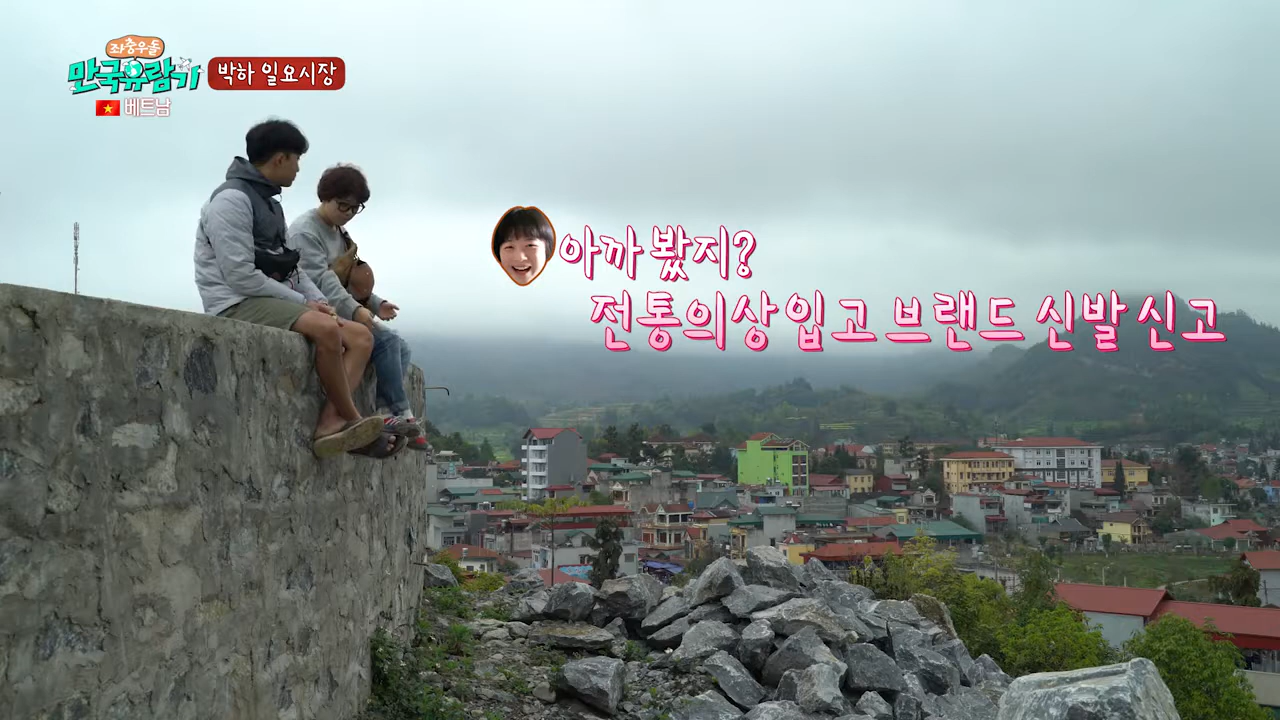 좌충우돌
만국유람기
박하 일요시장
베트남
아까 봤지?
전통의상 입고 브랜드 신발 신고